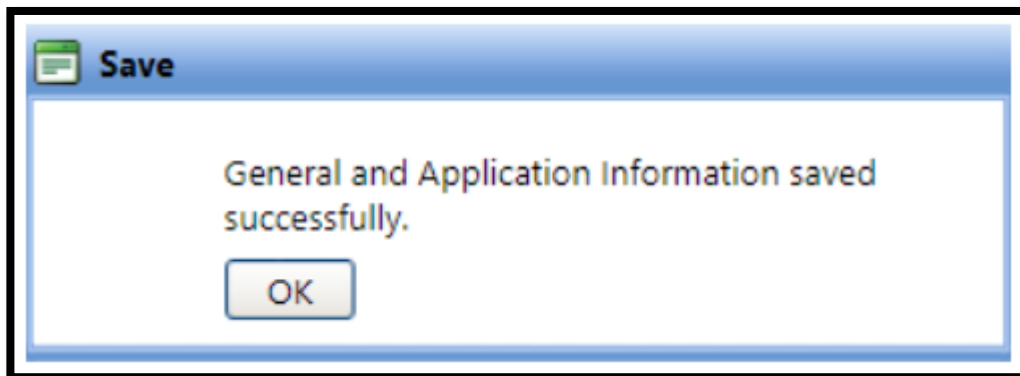 Save
General and Application Information saved
successfully.
OK